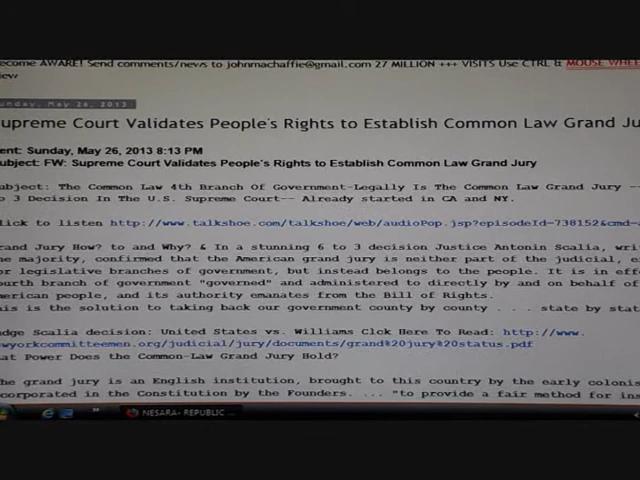 ecome AWARE! Send comments/news to johnmachaffie@gmail.com 27 MILLION +++ VISITS Use CTRL & MOUSE WHEE
iew
unday, May 26, 2013
upreme Court Validates People's Rights to Establish Common Law Grand Ju
ent: Sunday, May 26, 2013 8:13 PM
ubject: FW: Supreme Court Validates People's Rights to Establish Common Law Grand Jury
ubject: The Common Law 4th Branch Of Government-Legally Is The Common Law Grand Jury --
o 3 Decision In The U.S. Supreme Court-- Already started in CA and NY.
lick to listen http://www.talkshoe.com/talkshoe/web/audioPop.jsp?episodeId=738152&cmd=a
rand Jury How? to and Why? & In a stunning 6 to 3 decision Justice Antonin Scalia, writ
he majority, confirmed that the American grand jury is neither part of the judicial, e
or legislative branches of government, but instead belongs to the people. It is in effe
ourth branch of government "governed" and administered to directly by and on behalf of
merican people, and its authority emanates from the Bill of Rights.
his is the solution to taking back our government county by county . . . state by stat
udge Scalia decision: United States vs. Williams Clck Here To Read: http://www.
ewyorkcommitteemen.org/judicial/jury/documents/grand%20jury%20status.pdf
hat Power Does the Common-Law Grand Jury Hold?
he grand jury is an English institution, brought to this country by the early colonis
ncorporated in the Constitution by the Founders. ... "to provide a fair method for ins
NESARA- REPUBLIC ...